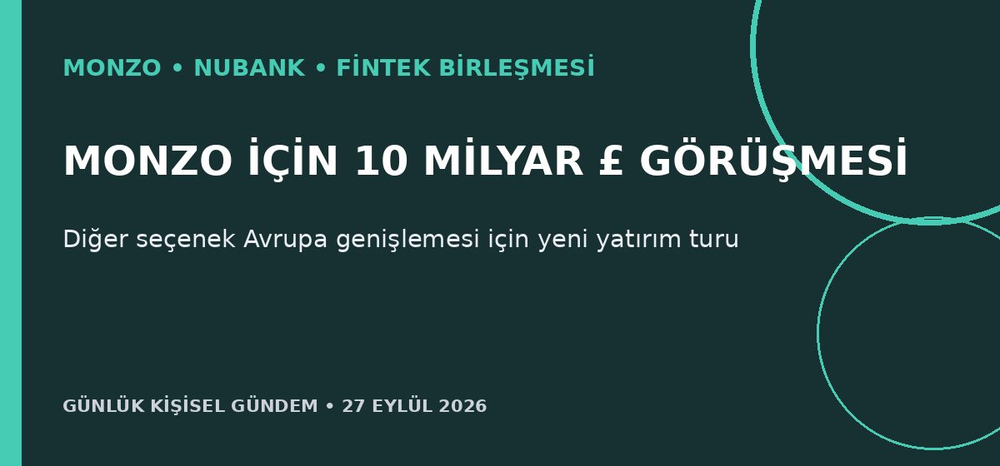 MONZO • NUBANK • FİNTEK BİRLEŞMESİ
MONZO İÇİN 10 MİLYAR £ GÖRÜŞMESİ
Diğer seçenek Avrupa genişlemesi için yeni yatırım turu
GÜNLÜK KİŞİSEL GÜNDEM • 27 EYLÜL 2026